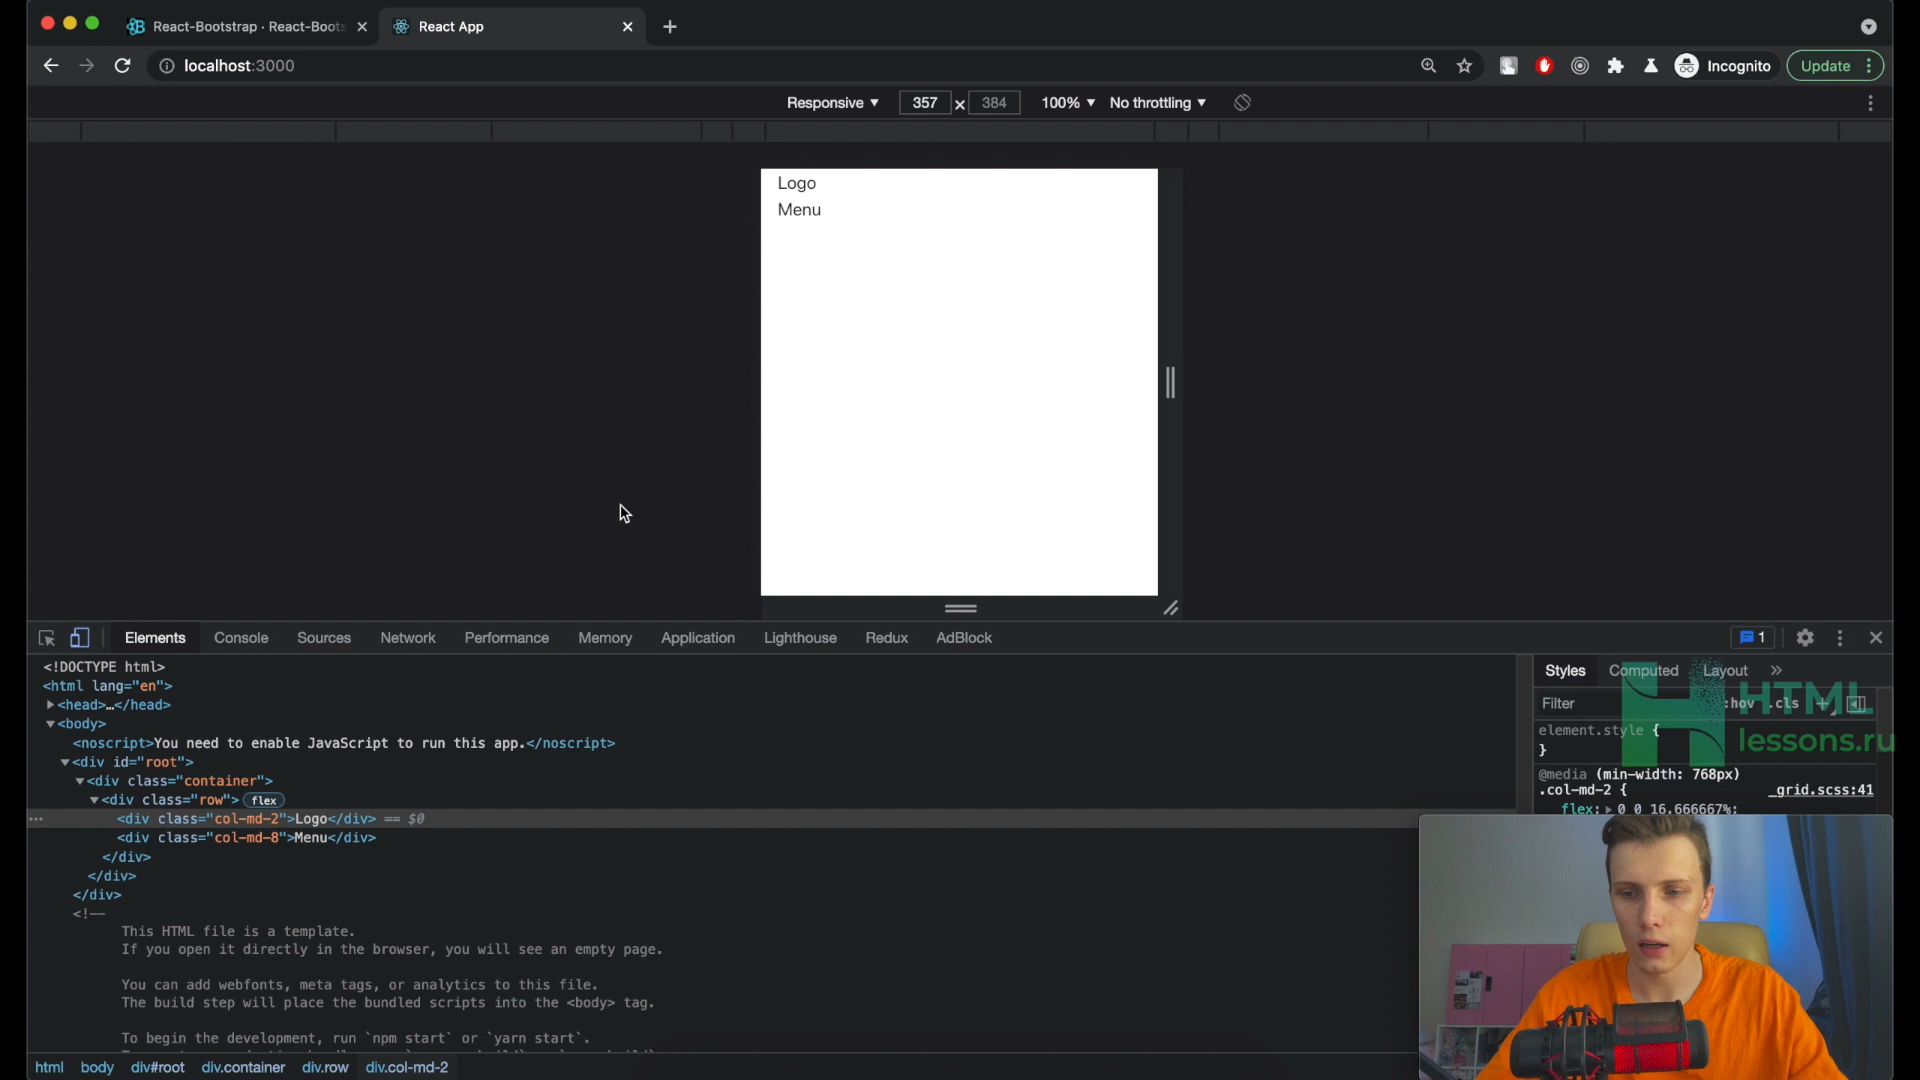 React-Bootstrap · React-Boots
React App
localhost:3000
Incognito
Update
Responsive ▼ 357 × 384 100% ▼ No throttling ▼
Logo
Menu
Elements Console Sources Network Performance Memory Application Lighthouse Redux AdBlock
1
<!DOCTYPE html>
<html lang="en">
<head>…</head>
<body>
<noscript>You need to enable JavaScript to run this app.</noscript>
<div id="root">
<div class="container">
<div class="row"> flex
<div class="col-md-2">Logo</div> == $0
<div class="col-md-8">Menu</div>
</div>
</div>
</div>
<!--
This HTML file is a template.
If you open it directly in the browser, you will see an empty page.
You can add webfonts, meta tags, or analytics to this file.
The build step will place the bundled scripts into the <body> tag.
To begin the development, run `npm start` or `yarn start`.
html body div#root div.container div.row div.col-md-2
Styles Computed Layout »
Filter :hov .cls +
element.style {
}
@media (min-width: 768px)
.col-md-2 { _grid.scss:41
flex: 0 0 16.666667%;
HTML
lessons.ru